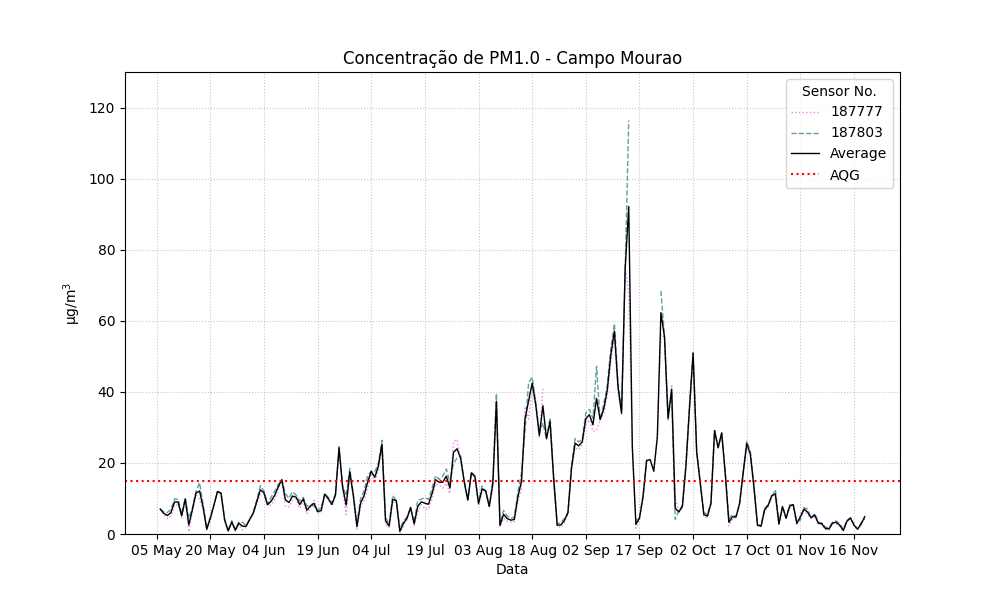 Concentração de PM1.0 - Campo Mourao
Sensor No.
187777
187803
Average
AQG
120
100
80
60
40
20
0
µg/m³
05 May 20 May 04 Jun 19 Jun 04 Jul 19 Jul 03 Aug 18 Aug 02 Sep 17 Sep 02 Oct 17 Oct 01 Nov 16 Nov
Data